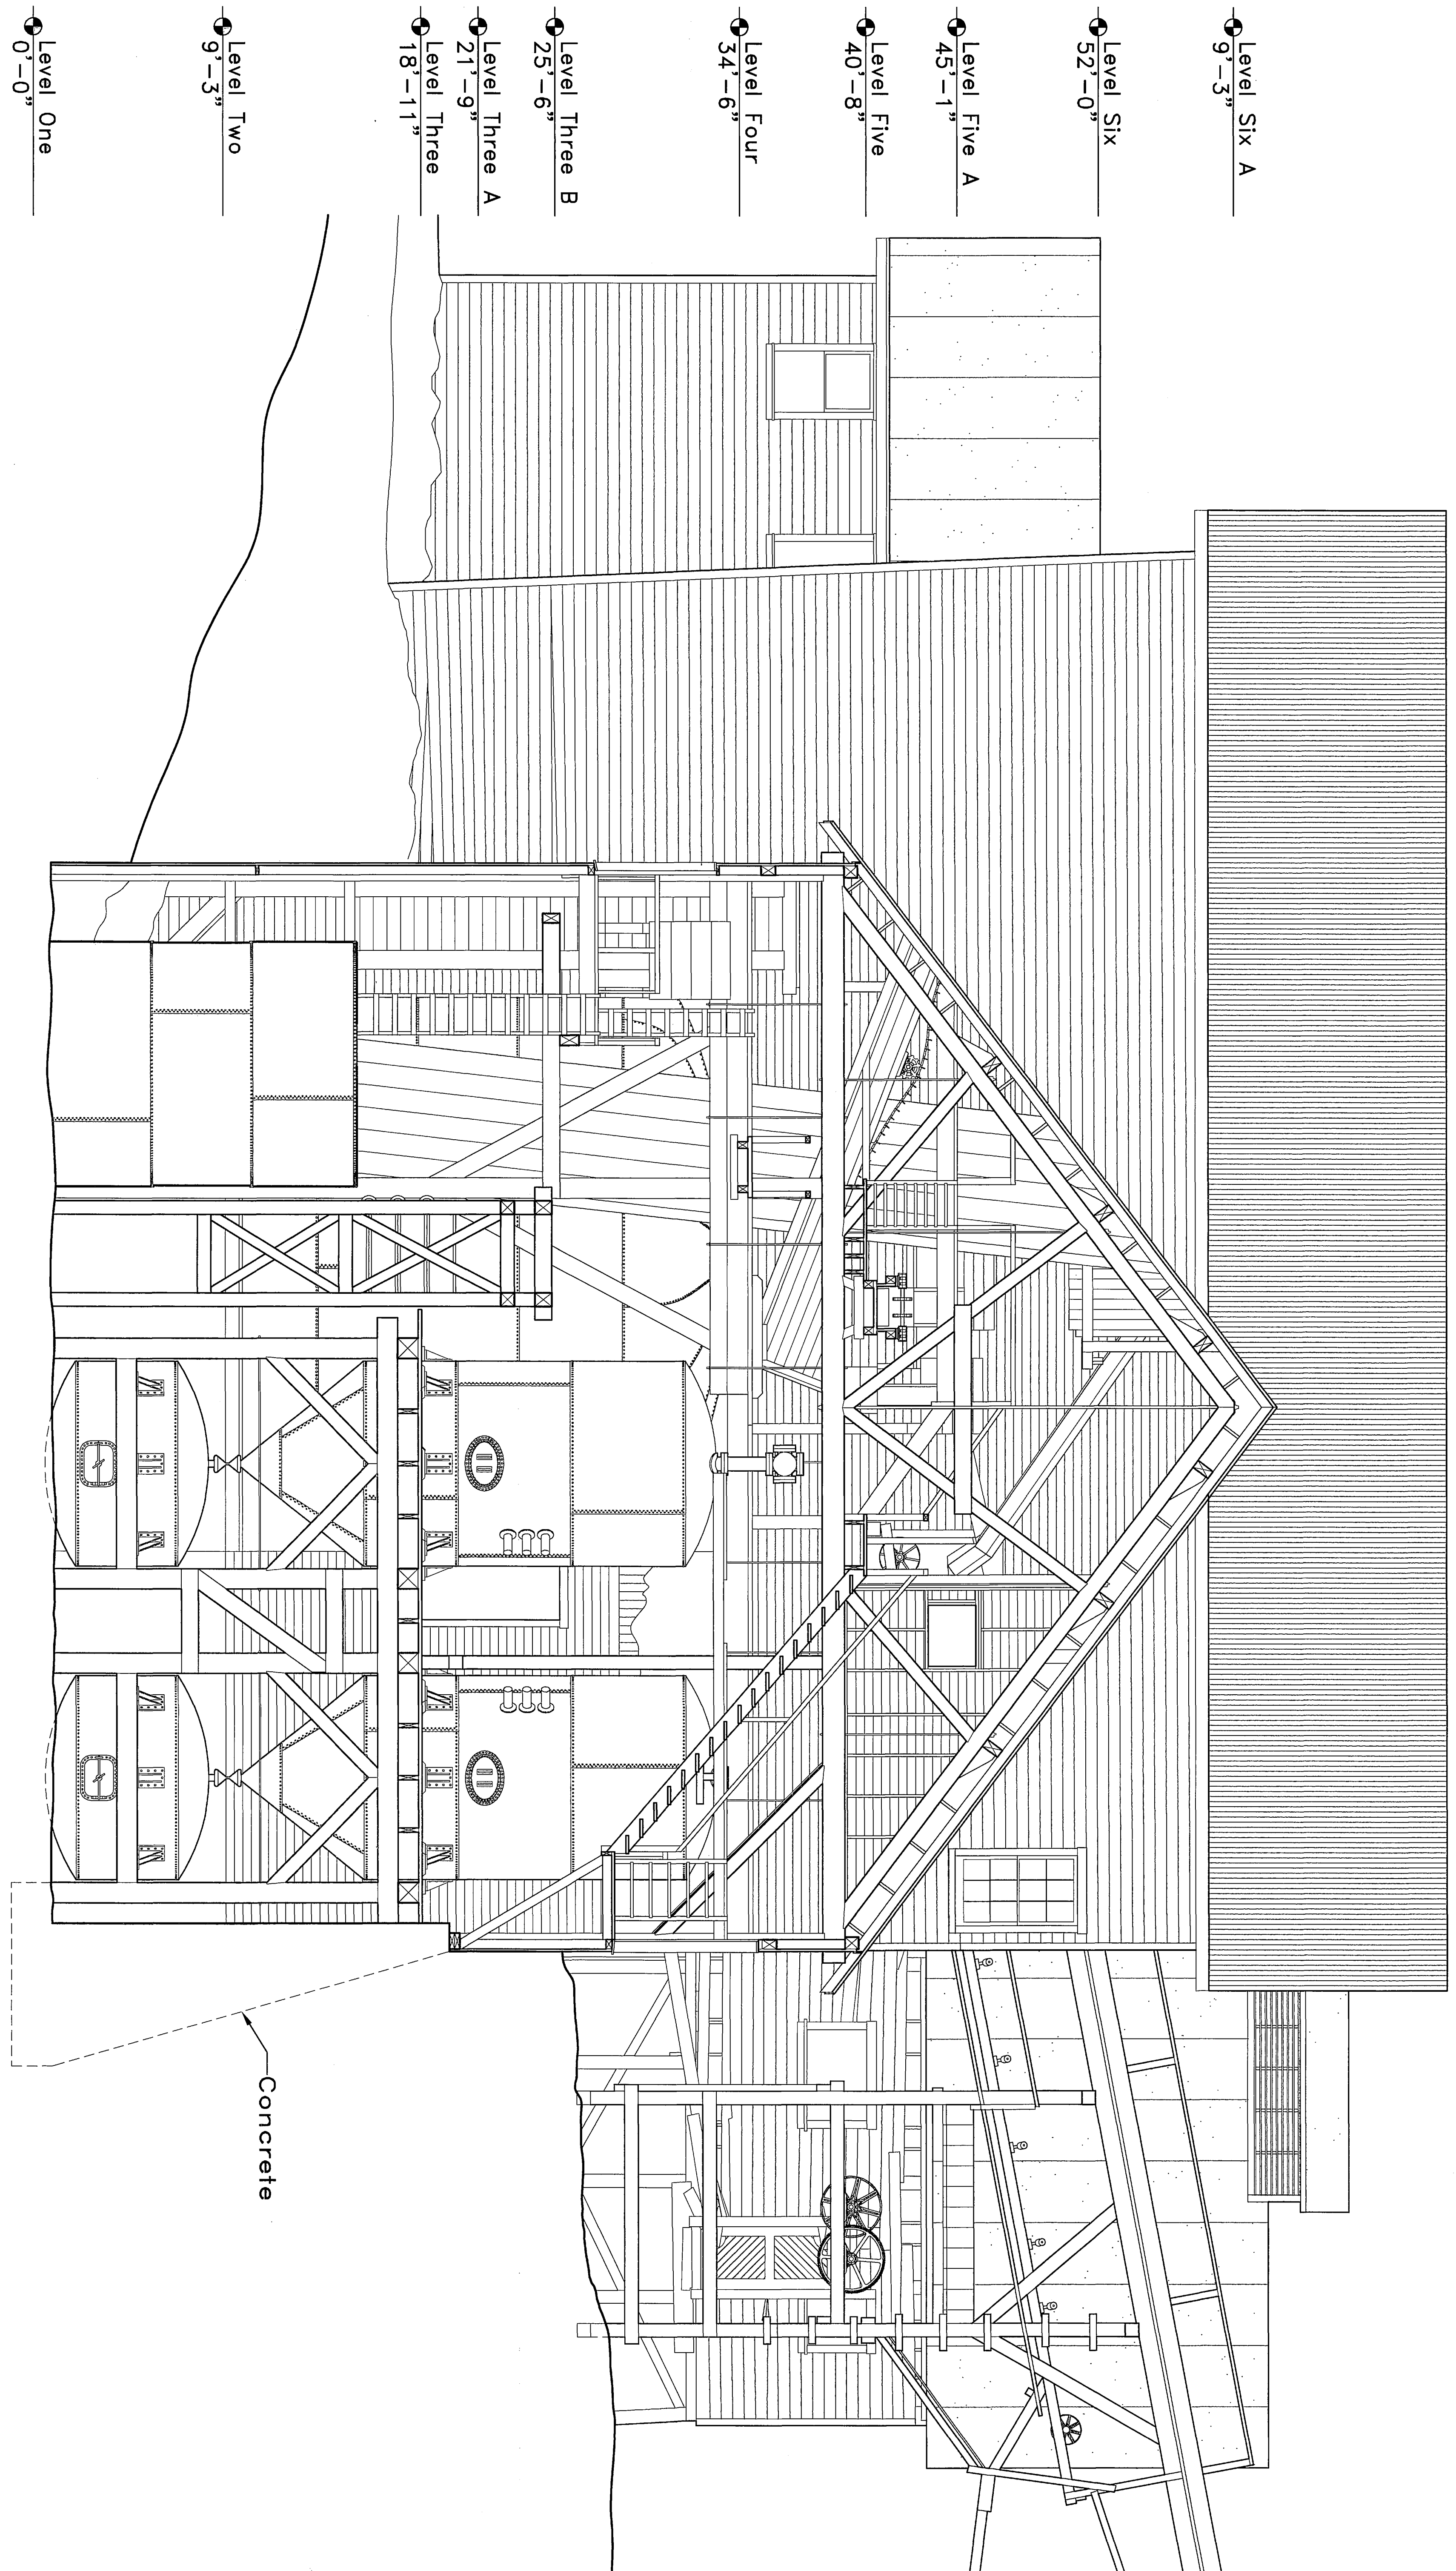 Level Six A
9'-3"
Level Six
52'-0"
Level Five A
45'-1"
Level Five
40'-8"
Level Four
34'-6"
Level Three B
25'-6"
Level Three A
21'-9"
Level Three
18'-11"
Level Two
9'-3"
Level One
0'-0"
Concrete